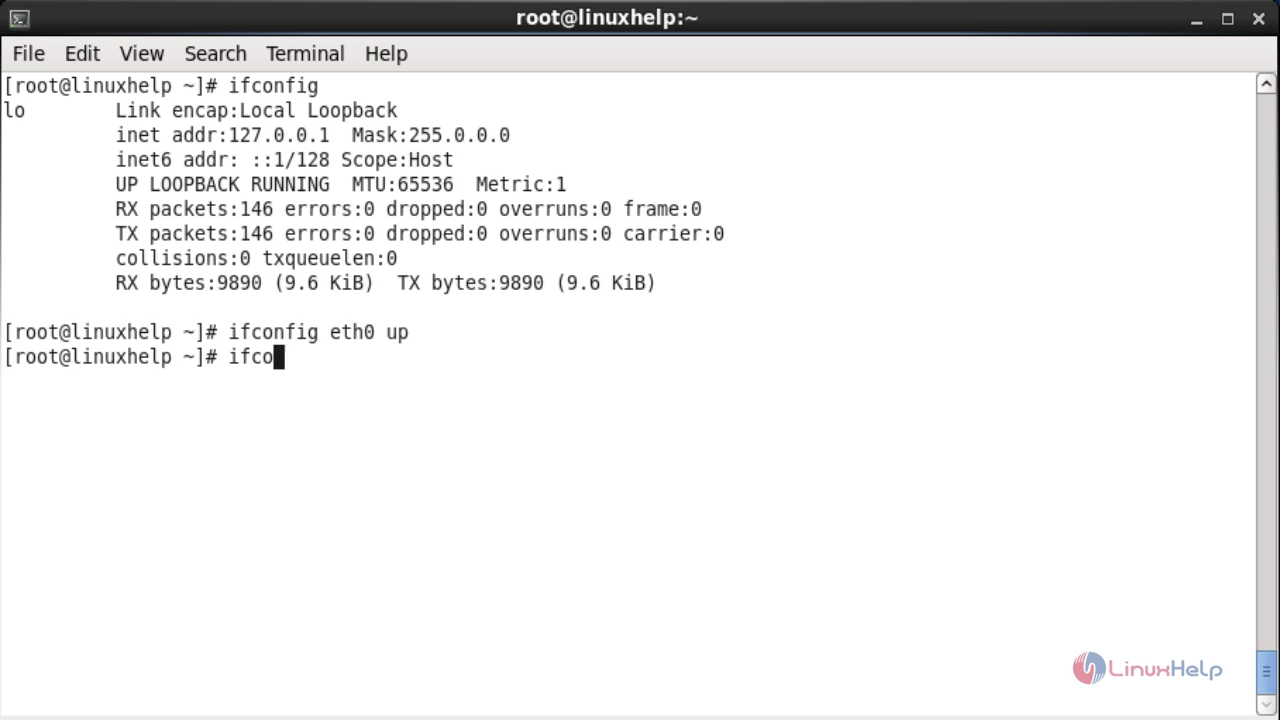 root@linuxhelp:~
File Edit View Search Terminal Help
[root@linuxhelp ~]# ifconfig
lo        Link encap:Local Loopback
          inet addr:127.0.0.1  Mask:255.0.0.0
          inet6 addr: ::1/128 Scope:Host
          UP LOOPBACK RUNNING  MTU:65536  Metric:1
          RX packets:146 errors:0 dropped:0 overruns:0 frame:0
          TX packets:146 errors:0 dropped:0 overruns:0 carrier:0
          collisions:0 txqueuelen:0
          RX bytes:9890 (9.6 KiB)  TX bytes:9890 (9.6 KiB)
[root@linuxhelp ~]# ifconfig eth0 up
[root@linuxhelp ~]# ifco
LinuxHelp